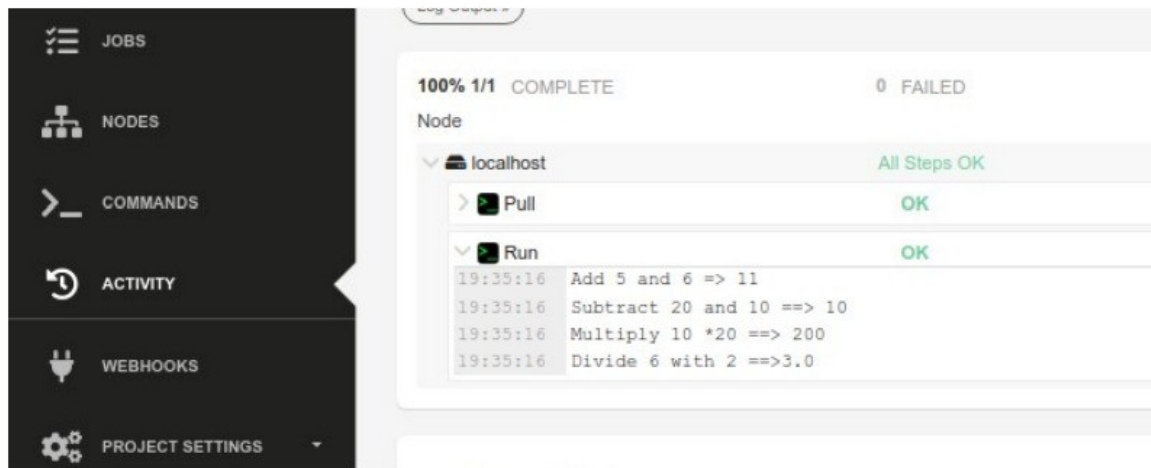 JOBS
NODES
COMMANDS
ACTIVITY
WEBHOOKS
PROJECT SETTINGS
Log Output »
100% 1/1 COMPLETE 0 FAILED
Node
localhost All Steps OK
Pull OK
Run OK
19:35:16 Add 5 and 6 => 11
19:35:16 Subtract 20 and 10 ==> 10
19:35:16 Multiply 10 *20 ==> 200
19:35:16 Divide 6 with 2 ==>3.0